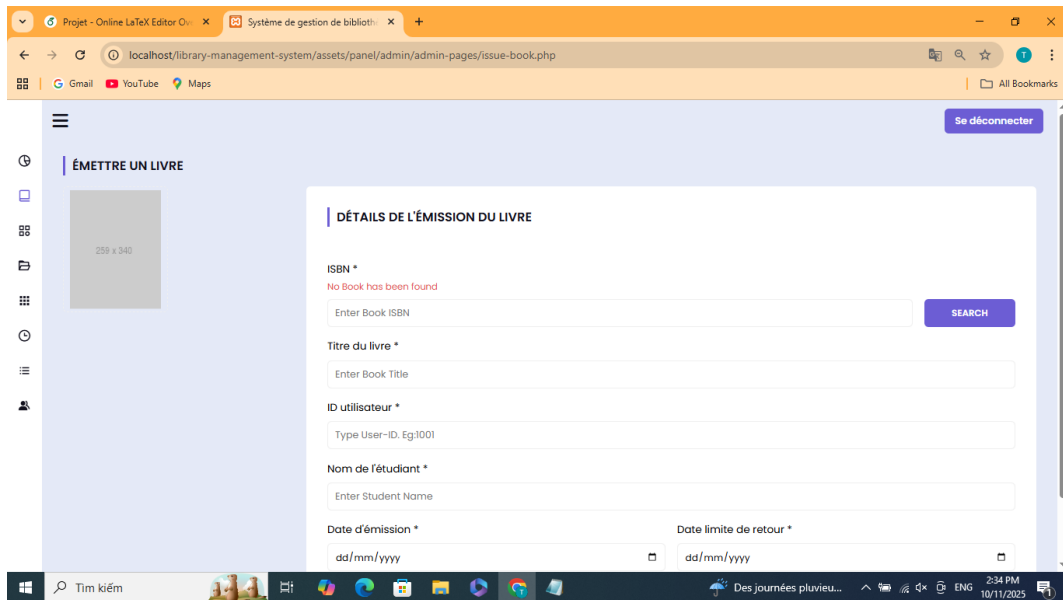 Projet - Online LaTeX Editor Ov
Système de gestion de biblioth
localhost/library-management-system/assets/panel/admin/admin-pages/issue-book.php
T
Gmail
YouTube
Maps
All Bookmarks
Se déconnecter
ÉMETTRE UN LIVRE
259 x 340
DÉTAILS DE L'ÉMISSION DU LIVRE
ISBN *
No Book has been found
Enter Book ISBN
SEARCH
Titre du livre *
Enter Book Title
ID utilisateur *
Type User-ID. Eg:1001
Nom de l'étudiant *
Enter Student Name
Date d'émission *
Date limite de retour *
dd/mm/yyyy
dd/mm/yyyy
Tìm kiếm
Des journées pluvieu...
ENG
2:34 PM
10/11/2025